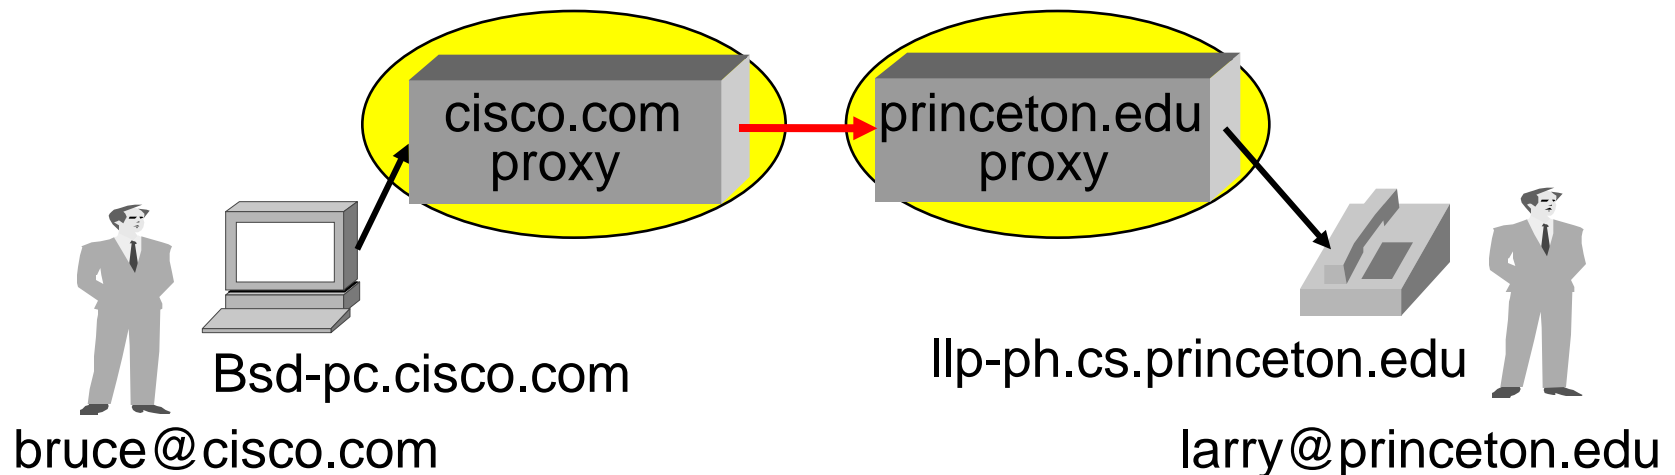 cisco.com
proxy
princeton.edu
proxy
Bsd-pc.cisco.com
llp-ph.cs.princeton.edu
bruce@cisco.com
larry@princeton.edu